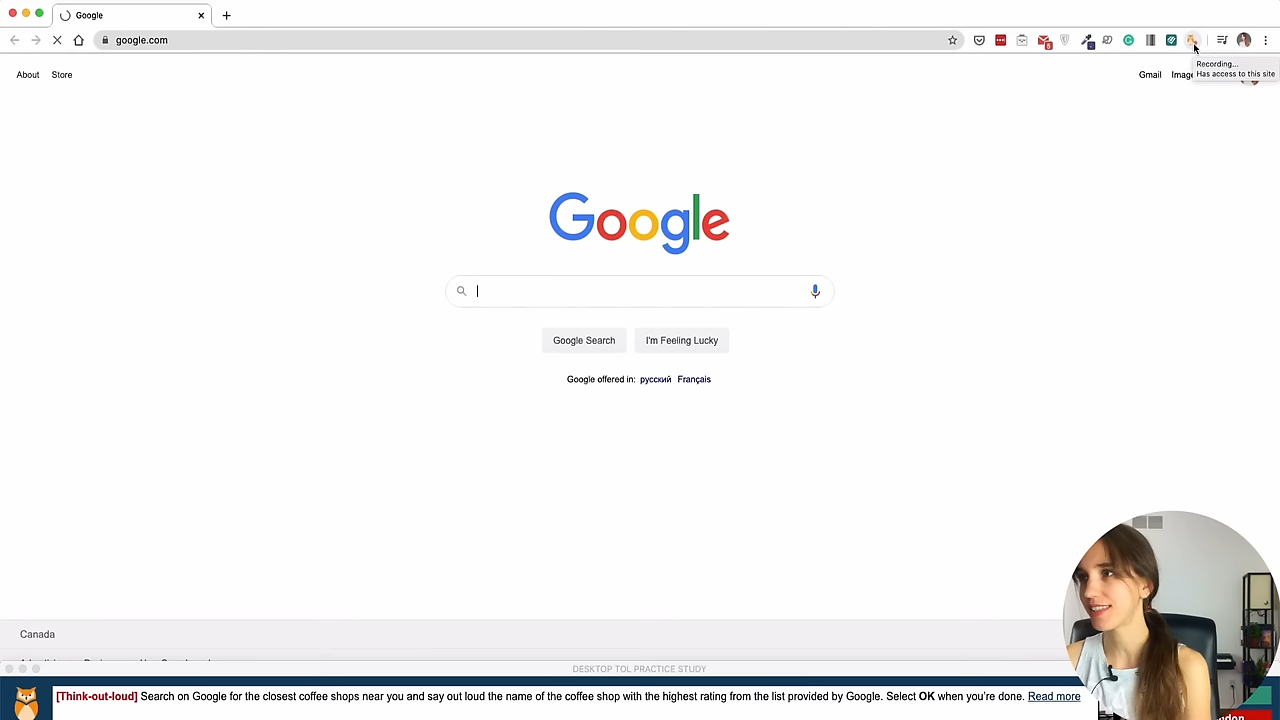 Google
google.com
Recording...
Has access to this site
About
Store
Gmail
Google
Google Search
I'm Feeling Lucky
Google offered in: русский Français
Canada
DESKTOP TOL PRACTICE STUDY
[Think-out-loud] Search on Google for the closest coffee shops near you and say out loud the name of the coffee shop with the highest rating from the list provided by Google. Select OK when you're done. Read more